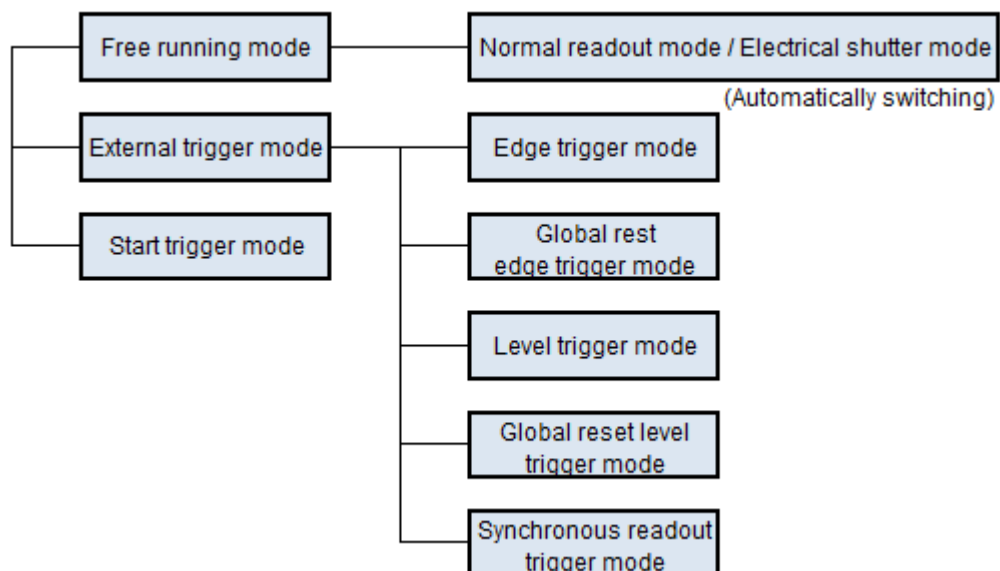 Free running mode
Normal readout mode / Electrical shutter mode
(Automatically switching)
External trigger mode
Edge trigger mode
Start trigger mode
Global rest
edge trigger mode
Level trigger mode
Global reset level
trigger mode
Synchronous readout
trigger mode